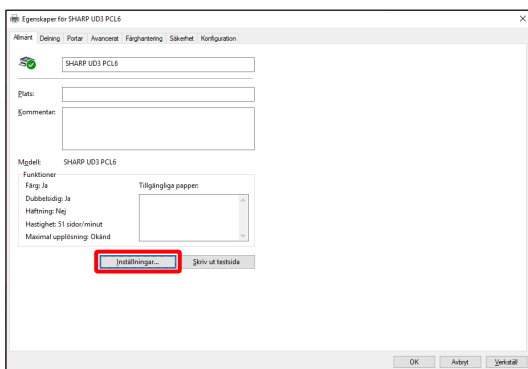 Egenskaper för SHARP UD3 PCL6
Allmänt Delning Portar Avancerat Färghantering Säkerhet Konfiguration
SHARP UD3 PCL6
Plats:
Kommentar:
Modell: SHARP UD3 PCL6
Funktioner
Färg: Ja Tillgängliga papper:
Dubbelsidig: Ja
Häftning: Nej
Hastighet: 51 sidor/minut
Maximal upplösning: Okänd
Inställningar... Skriv ut testsida
OK Avbryt Verkställ